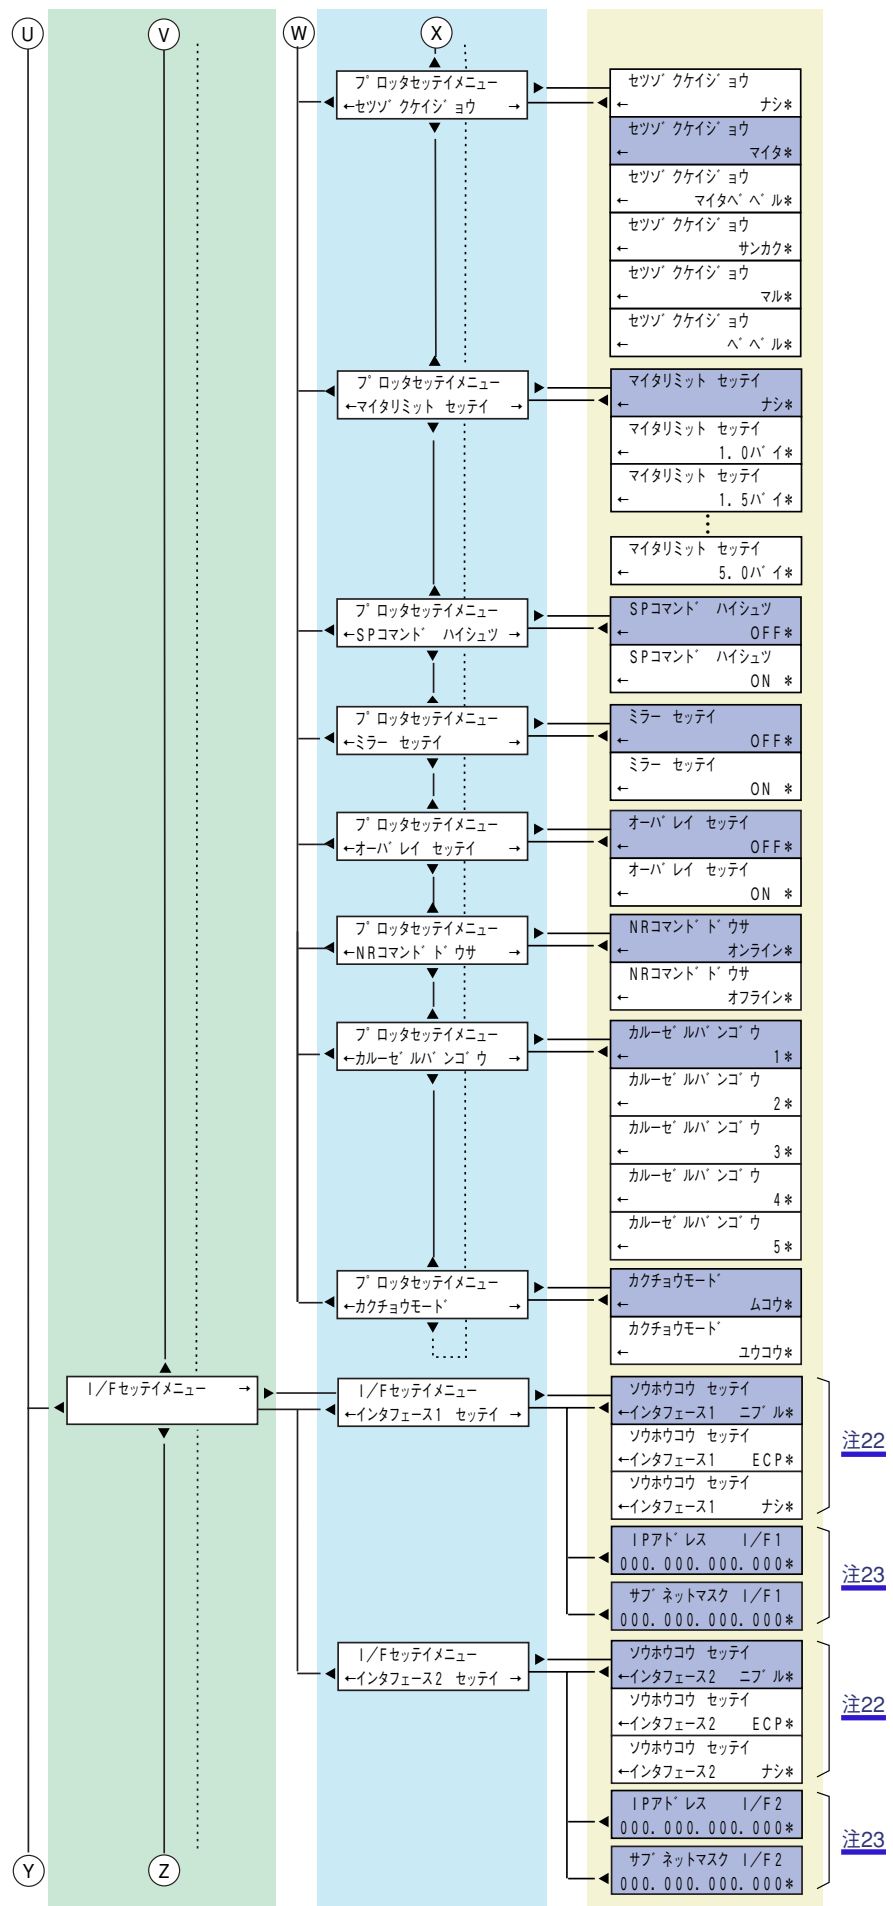 U
V
W
X
プロッタセッテイメニュー
←セツゾクケイジョウ →
セツゾクケイジョウ
← ナシ*
セツゾクケイジョウ
← マイタ*
セツゾクケイジョウ
← マイタベベル*
セツゾクケイジョウ
← サンカク*
セツゾクケイジョウ
← マル*
セツゾクケイジョウ
← ベベル*
プロッタセッテイメニュー
←マイタリミット セッテイ →
マイタリミット セッテイ
← ナシ*
マイタリミット セッテイ
← 1.0バイ*
マイタリミット セッテイ
← 1.5バイ*
マイタリミット セッテイ
← 5.0バイ*
プロッタセッテイメニュー
←SPコマンド ハイシュツ →
SPコマンド ハイシュツ
← OFF*
SPコマンド ハイシュツ
← ON *
プロッタセッテイメニュー
←ミラー セッテイ →
ミラー セッテイ
← OFF*
ミラー セッテイ
← ON *
プロッタセッテイメニュー
←オーバレイ セッテイ →
オーバレイ セッテイ
← OFF*
オーバレイ セッテイ
← ON *
プロッタセッテイメニュー
←NRコマンドドウサ →
NRコマンドドウサ
← オンライン*
NRコマンドドウサ
← オフライン*
プロッタセッテイメニュー
←カルーゼルバンゴウ →
カルーゼルバンゴウ
← 1*
カルーゼルバンゴウ
← 2*
カルーゼルバンゴウ
← 3*
カルーゼルバンゴウ
← 4*
カルーゼルバンゴウ
← 5*
プロッタセッテイメニュー
←カクチョウモード →
カクチョウモード
← ムコウ*
カクチョウモード
← ユウコウ*
I/Fセッテイメニュー →
I/Fセッテイメニュー
←インタフェース1 セッテイ →
ソウホウコウ セッテイ
←インタフェース1 ニブル*
ソウホウコウ セッテイ
←インタフェース1 ECP*
ソウホウコウ セッテイ
←インタフェース1 ナシ*
注22
IPアドレス I/F1
000.000.000.000*
サブネットマスク I/F1
000.000.000.000*
注23
I/Fセッテイメニュー
←インタフェース2 セッテイ →
ソウホウコウ セッテイ
←インタフェース2 ニブル*
ソウホウコウ セッテイ
←インタフェース2 ECP*
ソウホウコウ セッテイ
←インタフェース2 ナシ*
注22
IPアドレス I/F2
000.000.000.000*
サブネットマスク I/F2
000.000.000.000*
注23
Y
Z